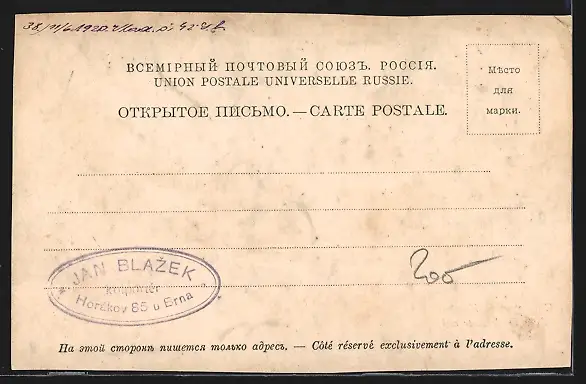 ВСЕМІРНЫЙ ПОЧТОВЫЙ СОЮЗЪ. РОССІЯ.
UNION POSTALE UNIVERSELLE RUSSIE.
ОТКРЫТОЕ ПИСЬМО. — CARTE POSTALE.
Мѣсто
для
марки.
200
JAN BLAŽEK
Horákov 85 u Brna
На этой сторонѣ пишется только адресъ. — Côté réservé exclusivement à l'adresse.